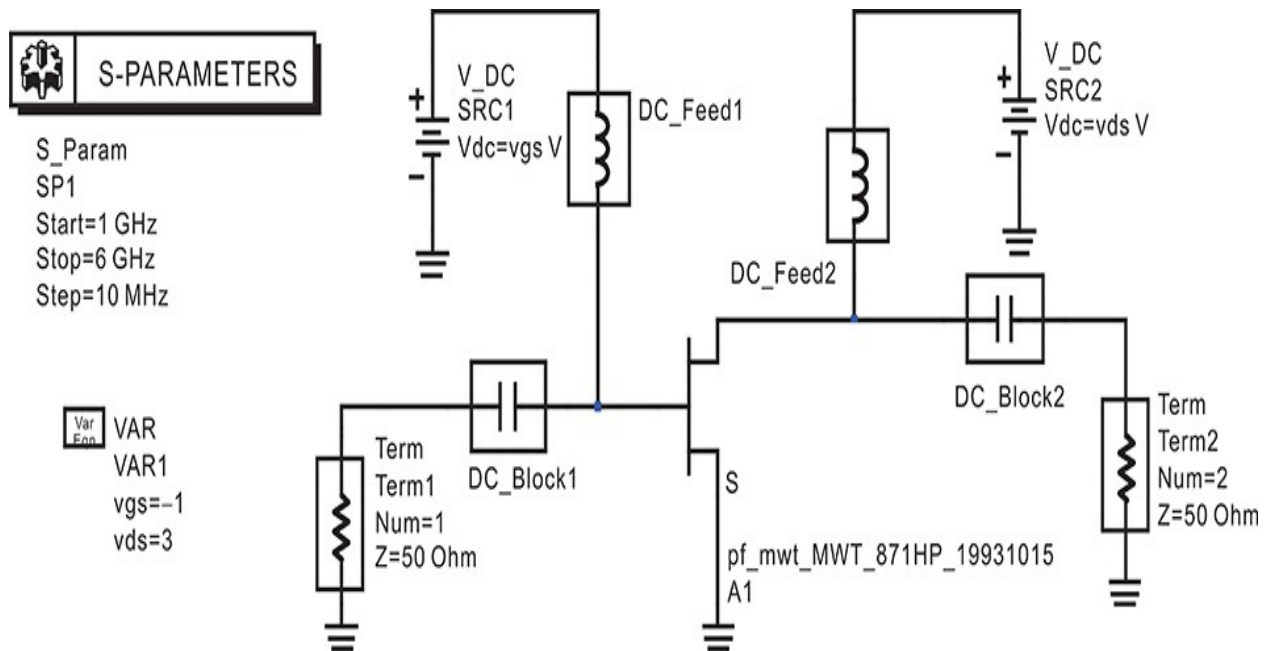 S-PARAMETERS
S_Param
SP1
Start=1 GHz
Stop=6 GHz
Step=10 MHz
Var
Eqn
VAR
VAR1
vgs=−1
vds=3
+
V_DC
SRC1
Vdc=vgs V
−
DC_Feed1
DC_Block1
Term
Term1
Num=1
Z=50 Ohm
DC_Feed2
V_DC
SRC2
Vdc=vds V
+
−
DC_Block2
S
pf_mwt_MWT_871HP_19931015
A1
Term
Term2
Num=2
Z=50 Ohm